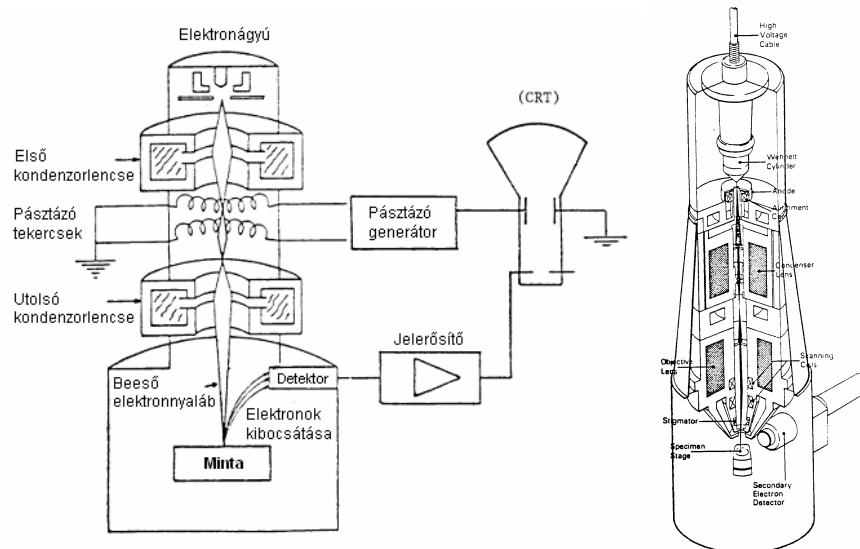 Elektronágyú
(CRT)
Első
kondenzorlencse
Pásztázó
tekercsek
Pásztázó
generátor
Utolsó
kondenzorlencse
Jelerősítő
Beeső
elektronnyaláb
Detektor
Elektronok
kibocsátása
Minta
High
Voltage
Cable
Wehnelt
Cylinder
Anode
Alignment
Condenser
Lens
Objective
Lens
Scanning
Coils
Stigmator
Specimen
Stage
Secondary
Electron
Detector